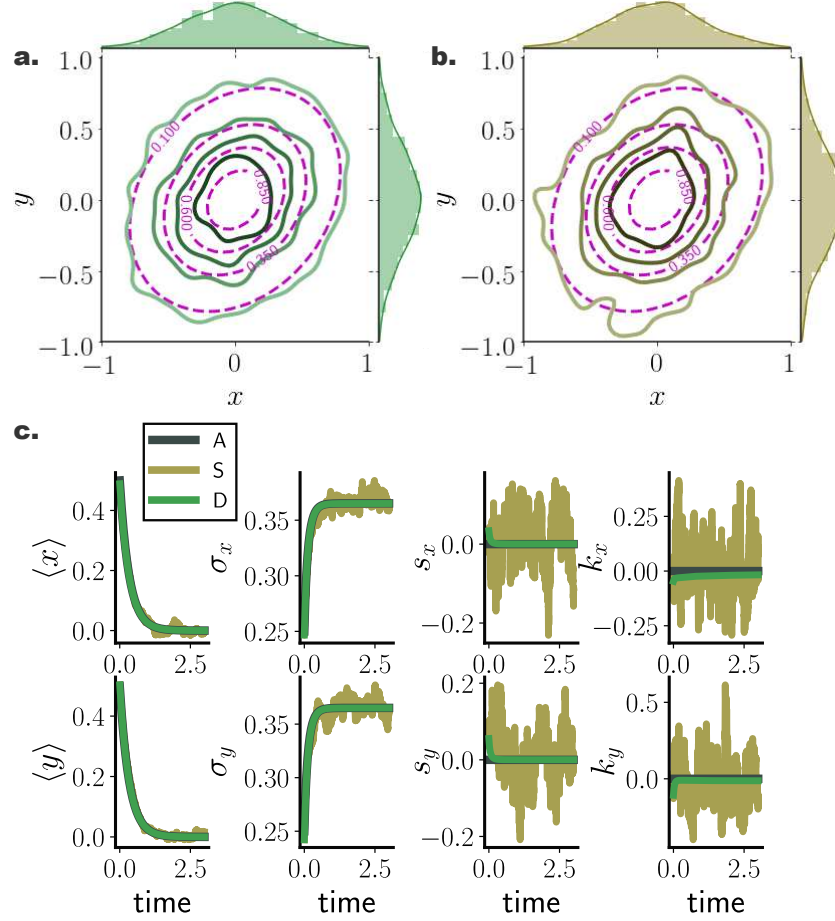 a.
1.0
0.5
0.0
−0.5
−1.0
y
−1
0
1
x
0.100
0.850
0.600
0.350
b.
1.0
0.5
0.0
−0.5
−1.0
y
−1
0
1
x
0.100
0.850
0.600
0.350
c.
A
S
D
⟨x⟩
0.4
0.2
0.0
0.0
2.5
σx
0.35
0.30
0.25
0.0
2.5
sx
0.0
−0.2
0.0
2.5
kx
0.25
0.00
−0.25
0.0
2.5
⟨y⟩
0.4
0.2
0.0
0.0
2.5
time
σy
0.35
0.30
0.25
0.0
2.5
time
sy
0.2
0.0
−0.2
0.0
2.5
time
ky
0.5
0.0
0.0
2.5
time